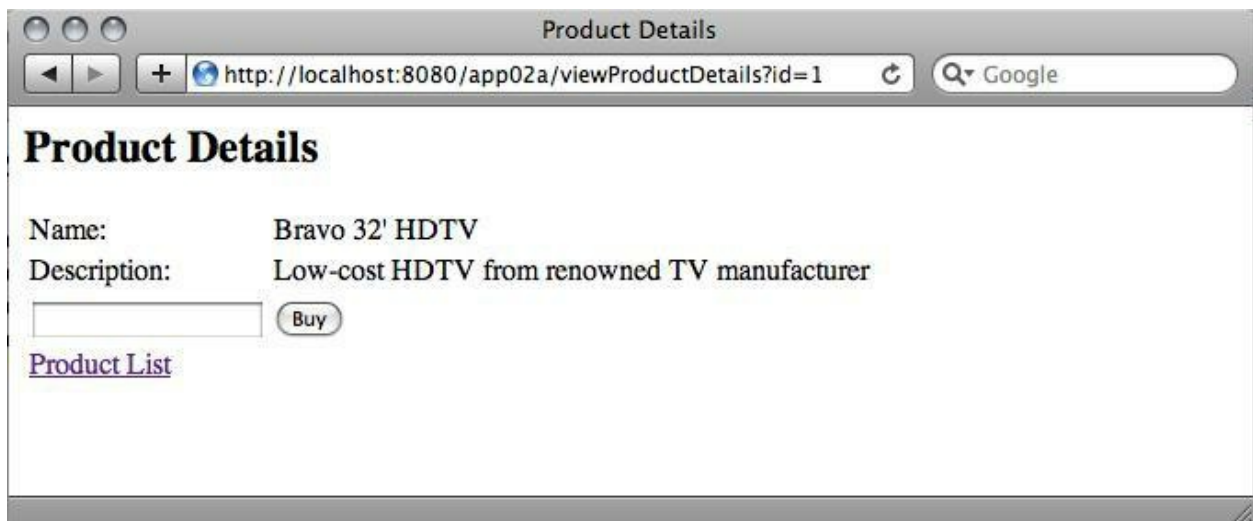 Product Details
http://localhost:8080/app02a/viewProductDetails?id=1
Google
Product Details
Name: Bravo 32' HDTV
Description: Low-cost HDTV from renowned TV manufacturer
Buy
Product List